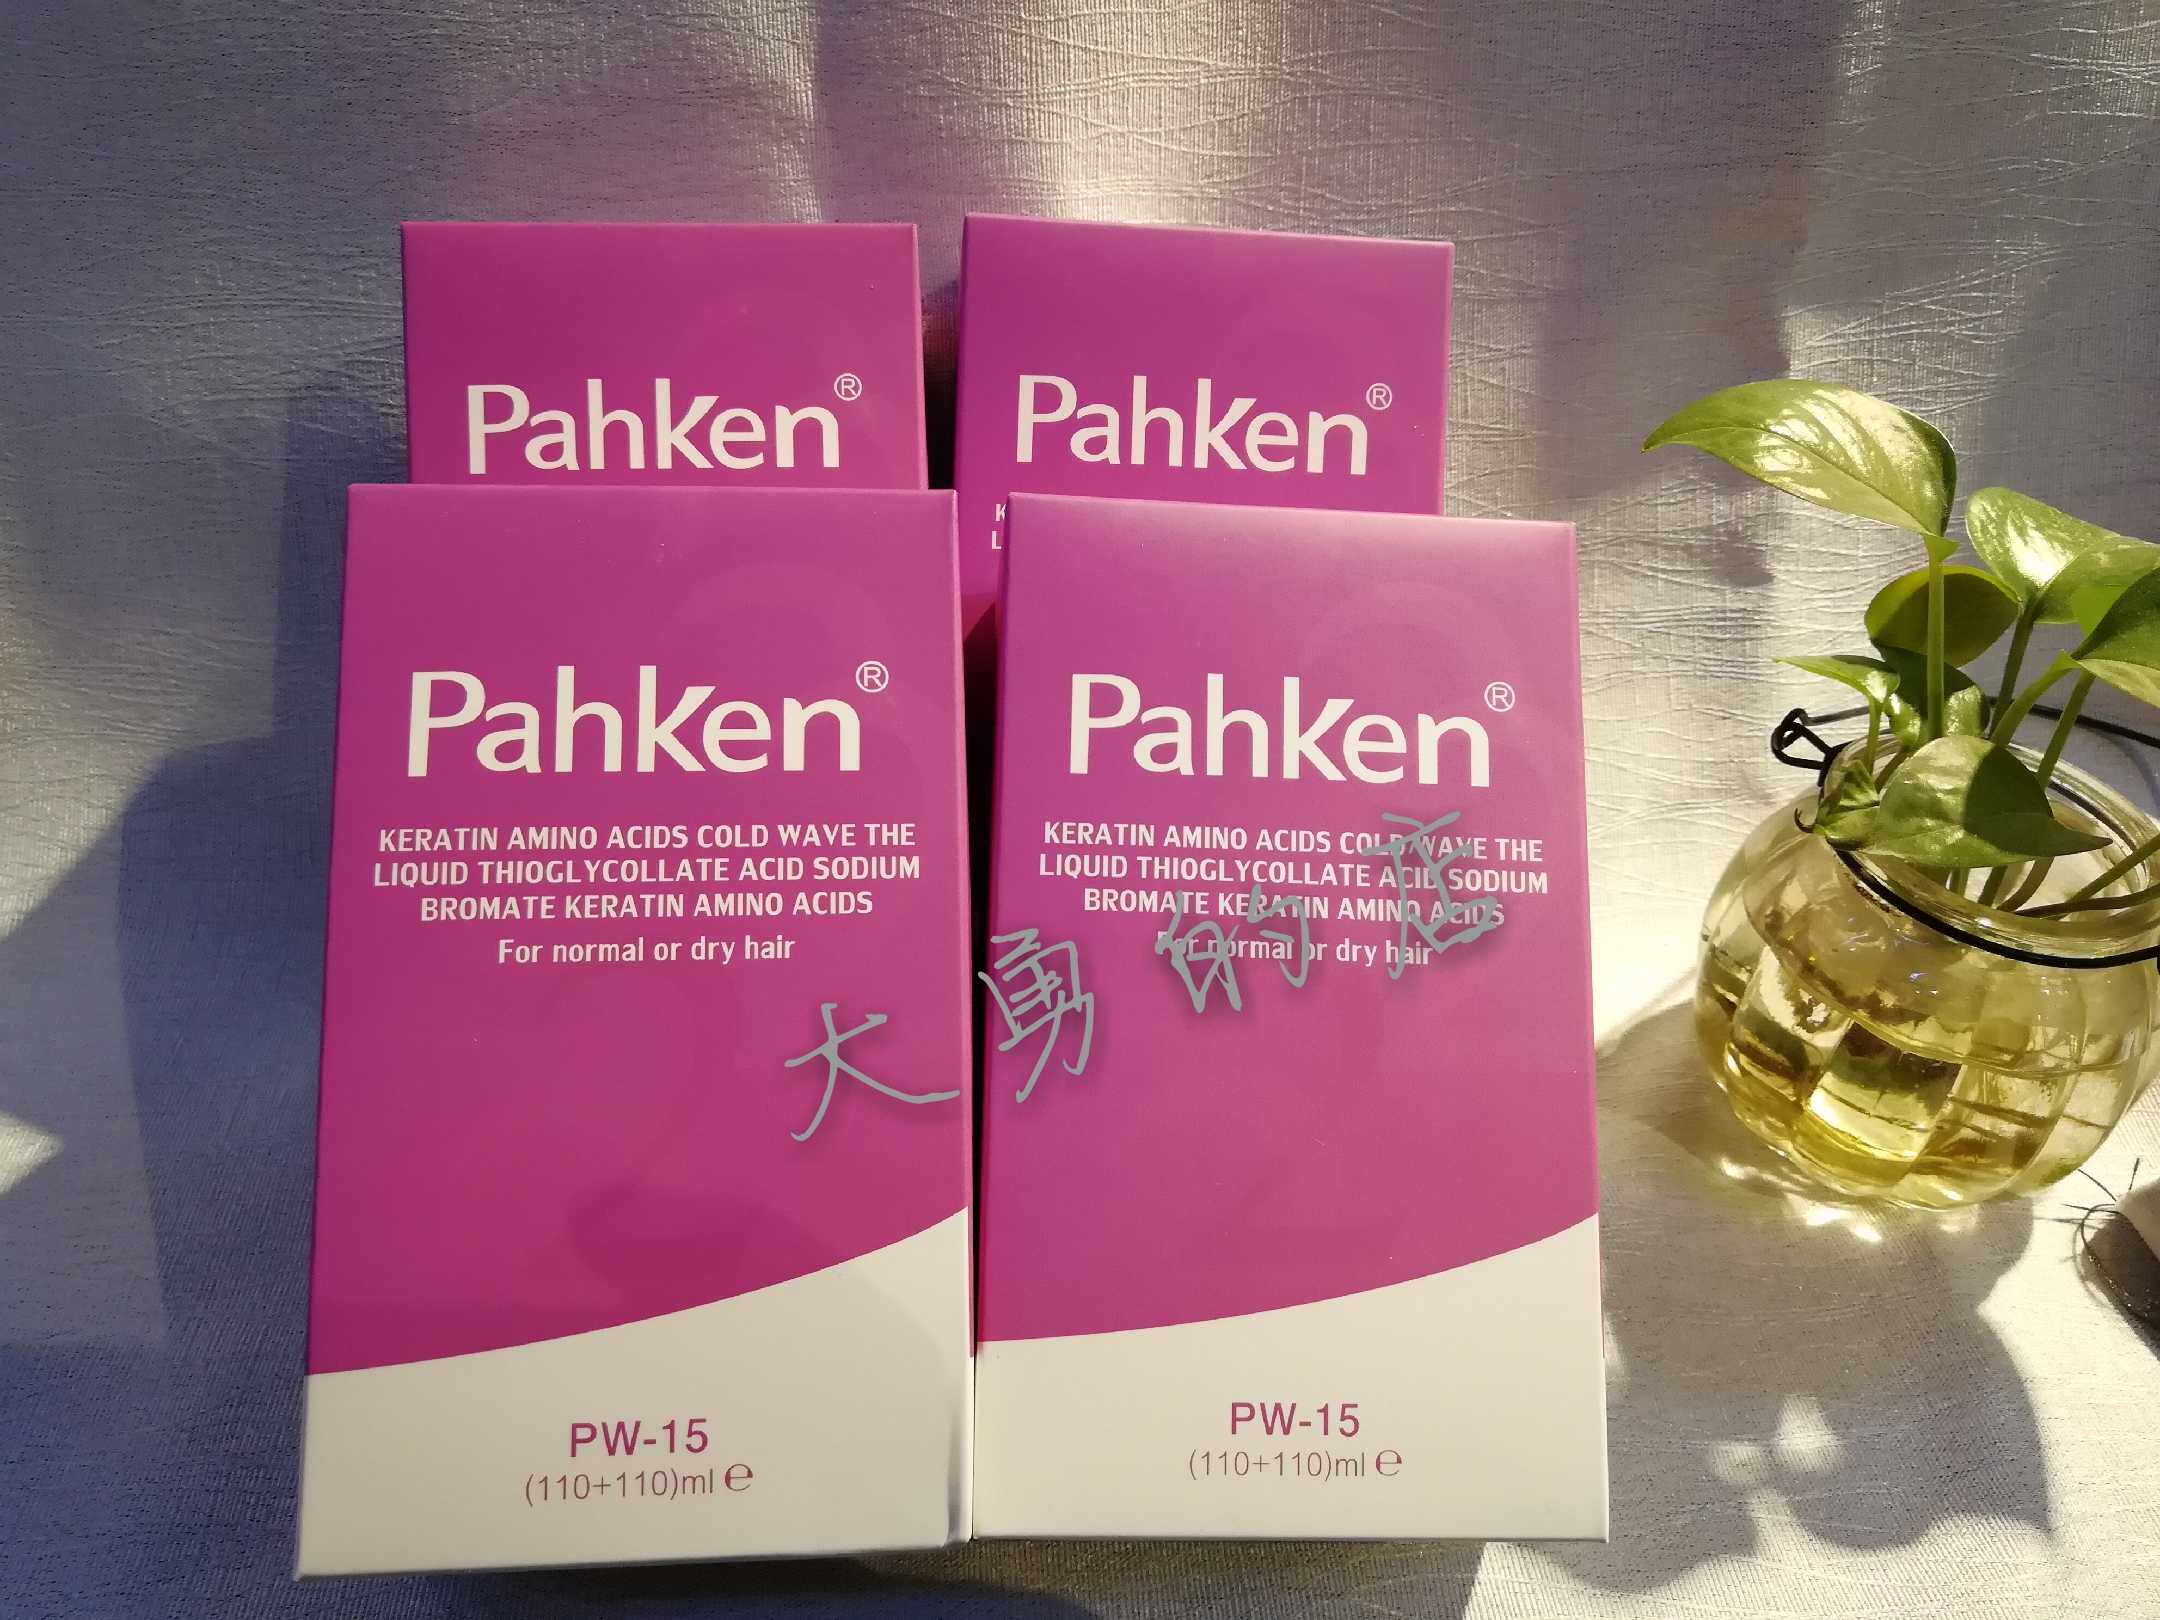 Pahken®
Pahken®
K
L
Pahken®
KERATIN AMINO ACIDS COLD WAVE THE
LIQUID THIOGLYCOLLATE ACID SODIUM
BROMATE KERATIN AMINO ACIDS
For normal or dry hair
PW-15
(110+110)ml ℮
Pahken®
KERATIN AMINO ACIDS COLD WAVE THE
LIQUID THIOGLYCOLLATE ACID SODIUM
BROMATE KERATIN AMINO ACIDS
For normal or dry hair
PW-15
(110+110)ml ℮
大勇的店